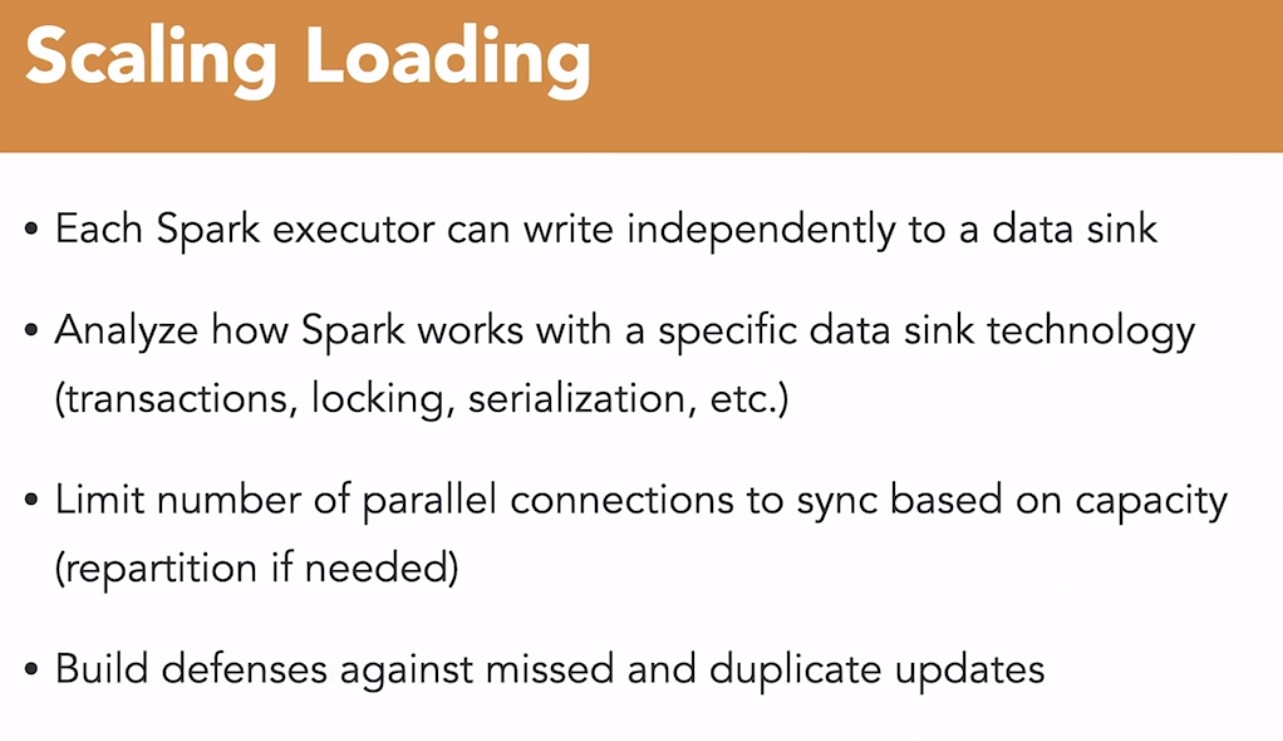 Scaling Loading
• Each Spark executor can write independently to a data sink
• Analyze how Spark works with a specific data sink technology
(transactions, locking, serialization, etc.)
• Limit number of parallel connections to sync based on capacity
(repartition if needed)
• Build defenses against missed and duplicate updates